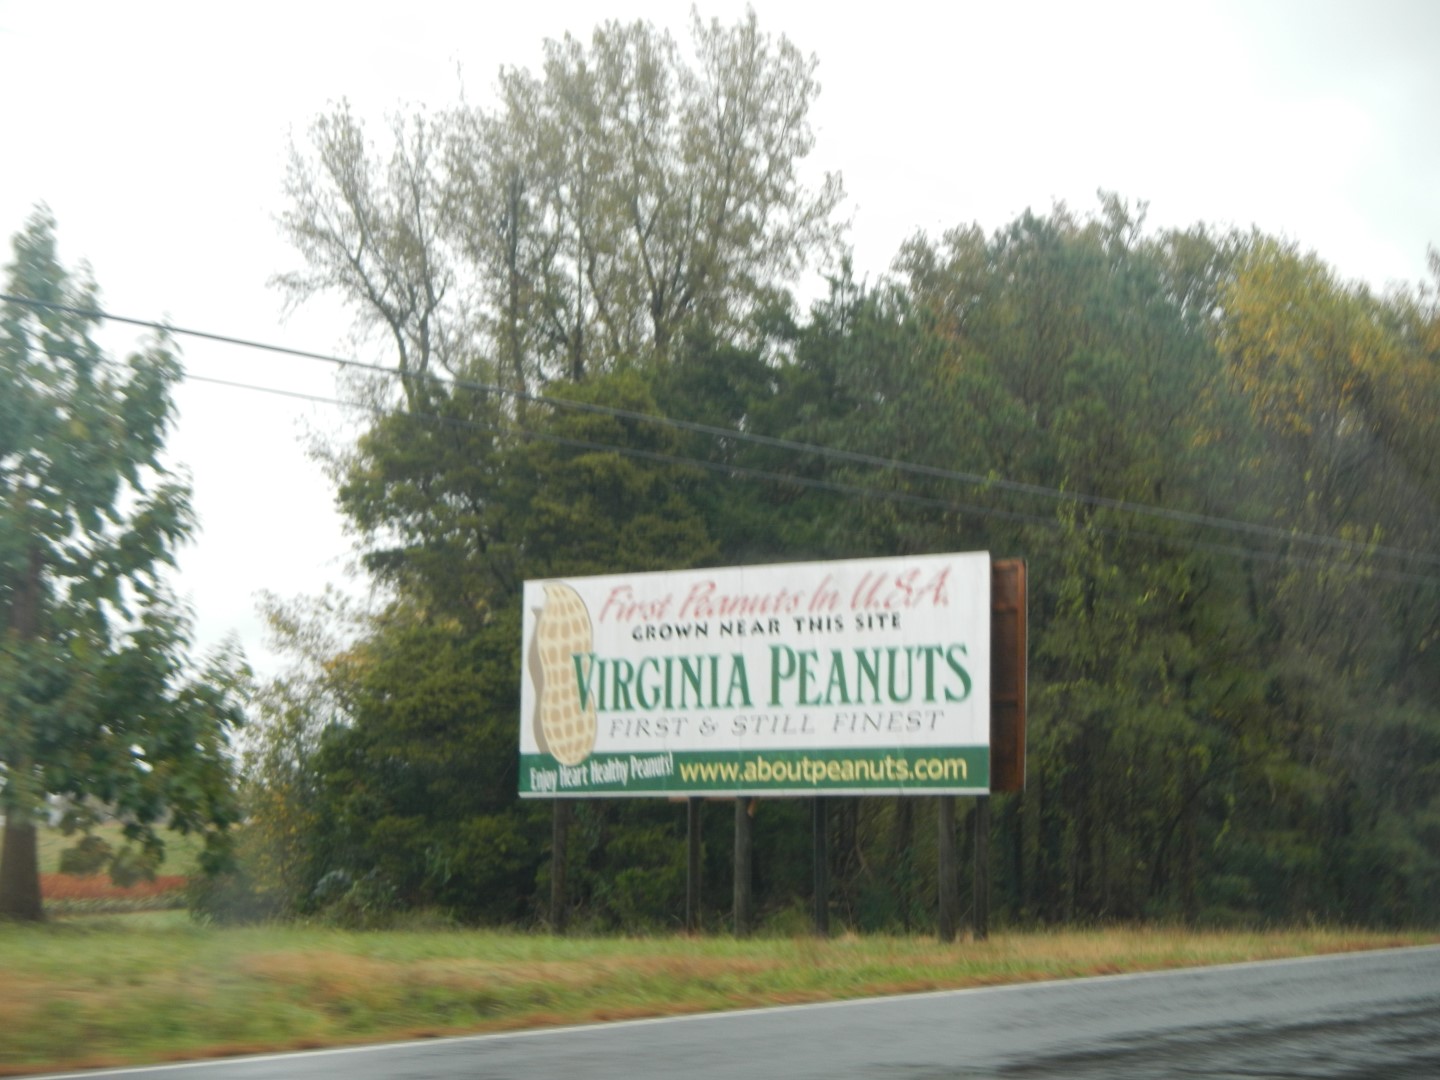 First Peanuts In U.S.A.
GROWN NEAR THIS SITE
VIRGINIA PEANUTS
FIRST & STILL FINEST
Enjoy Heart Healthy Peanuts! www.aboutpeanuts.com